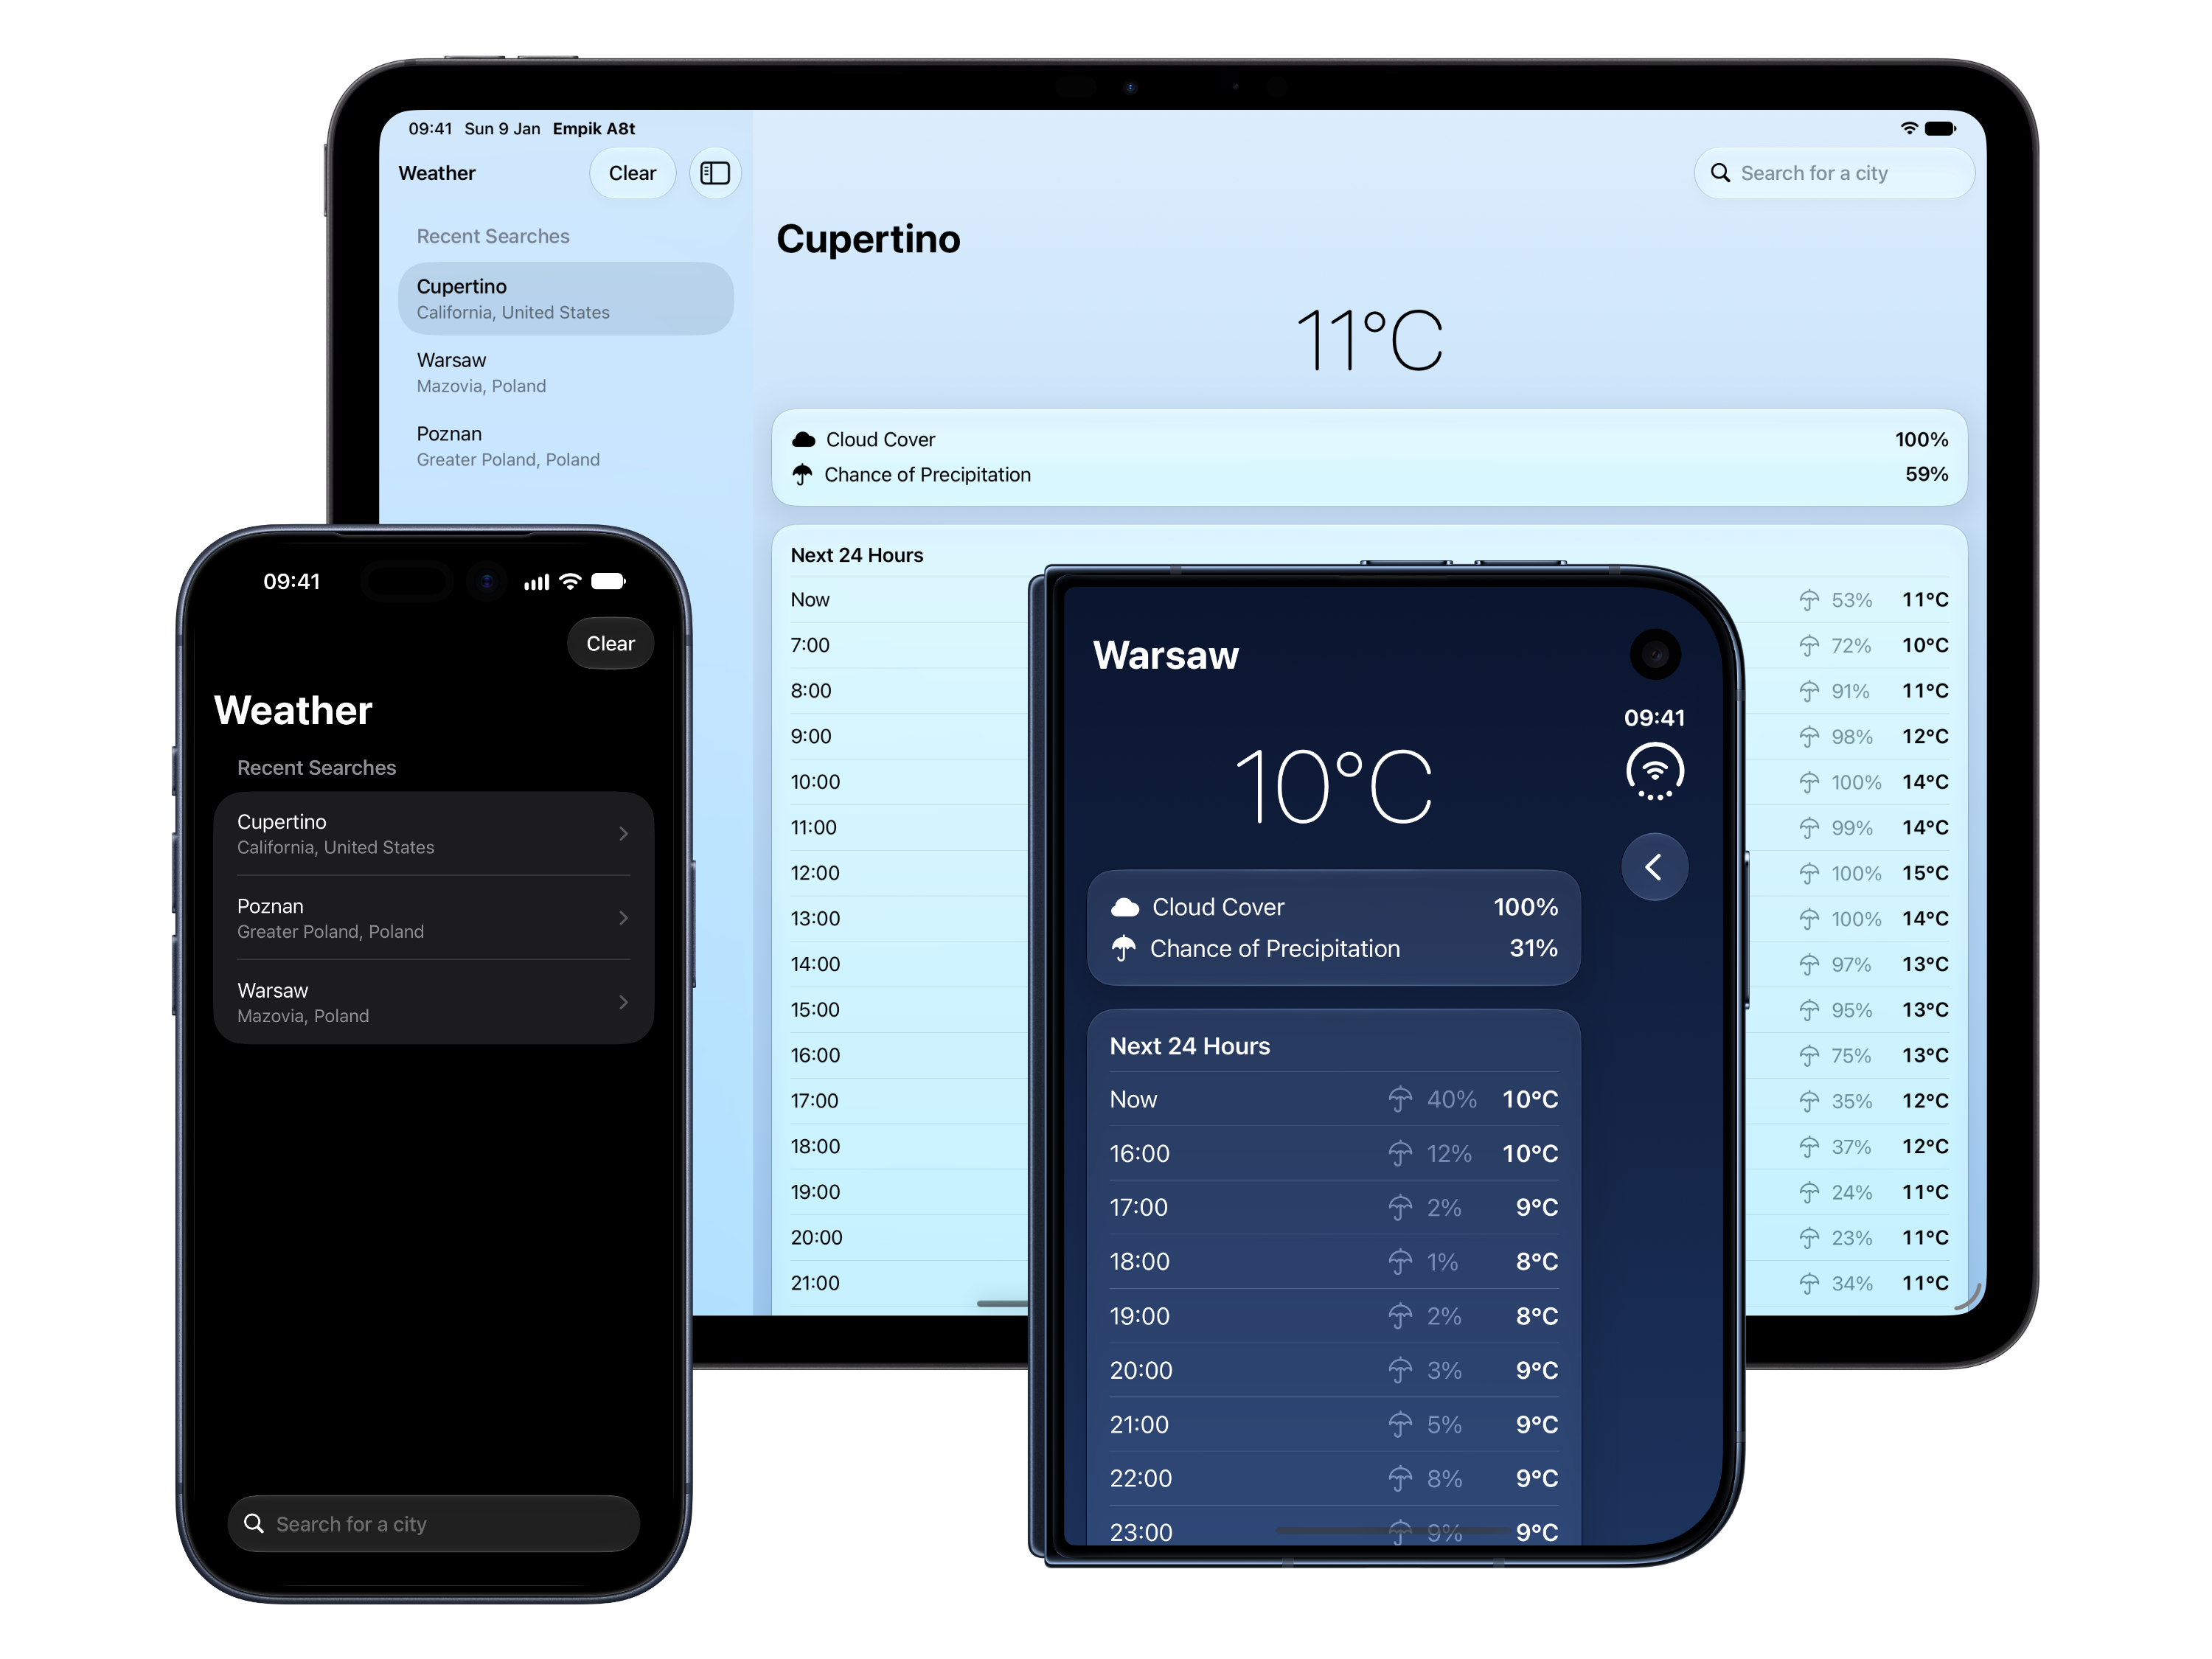 09:41 Sun 9 Jan Empik A8t
Weather Clear
Search for a city
Recent Searches
Cupertino
California, United States
Warsaw
Mazovia, Poland
Poznan
Greater Poland, Poland
Cupertino
11°C
Cloud Cover 100%
Chance of Precipitation 59%
Next 24 Hours
Now 53% 11°C
7:00 72% 10°C
8:00 91% 11°C
9:00 98% 12°C
10:00 100% 14°C
11:00 99% 14°C
12:00 100% 15°C
13:00 100% 14°C
14:00 97% 13°C
15:00 95% 13°C
16:00 75% 13°C
17:00 35% 12°C
18:00 37% 12°C
19:00 24% 11°C
20:00 23% 11°C
21:00 34% 11°C
09:41
Clear
Weather
Recent Searches
Cupertino
California, United States
Poznan
Greater Poland, Poland
Warsaw
Mazovia, Poland
Search for a city
Warsaw
09:41
10°C
Cloud Cover 100%
Chance of Precipitation 31%
Next 24 Hours
Now 40% 10°C
16:00 12% 10°C
17:00 2% 9°C
18:00 1% 8°C
19:00 2% 8°C
20:00 3% 9°C
21:00 5% 9°C
22:00 8% 9°C
23:00 9% 9°C